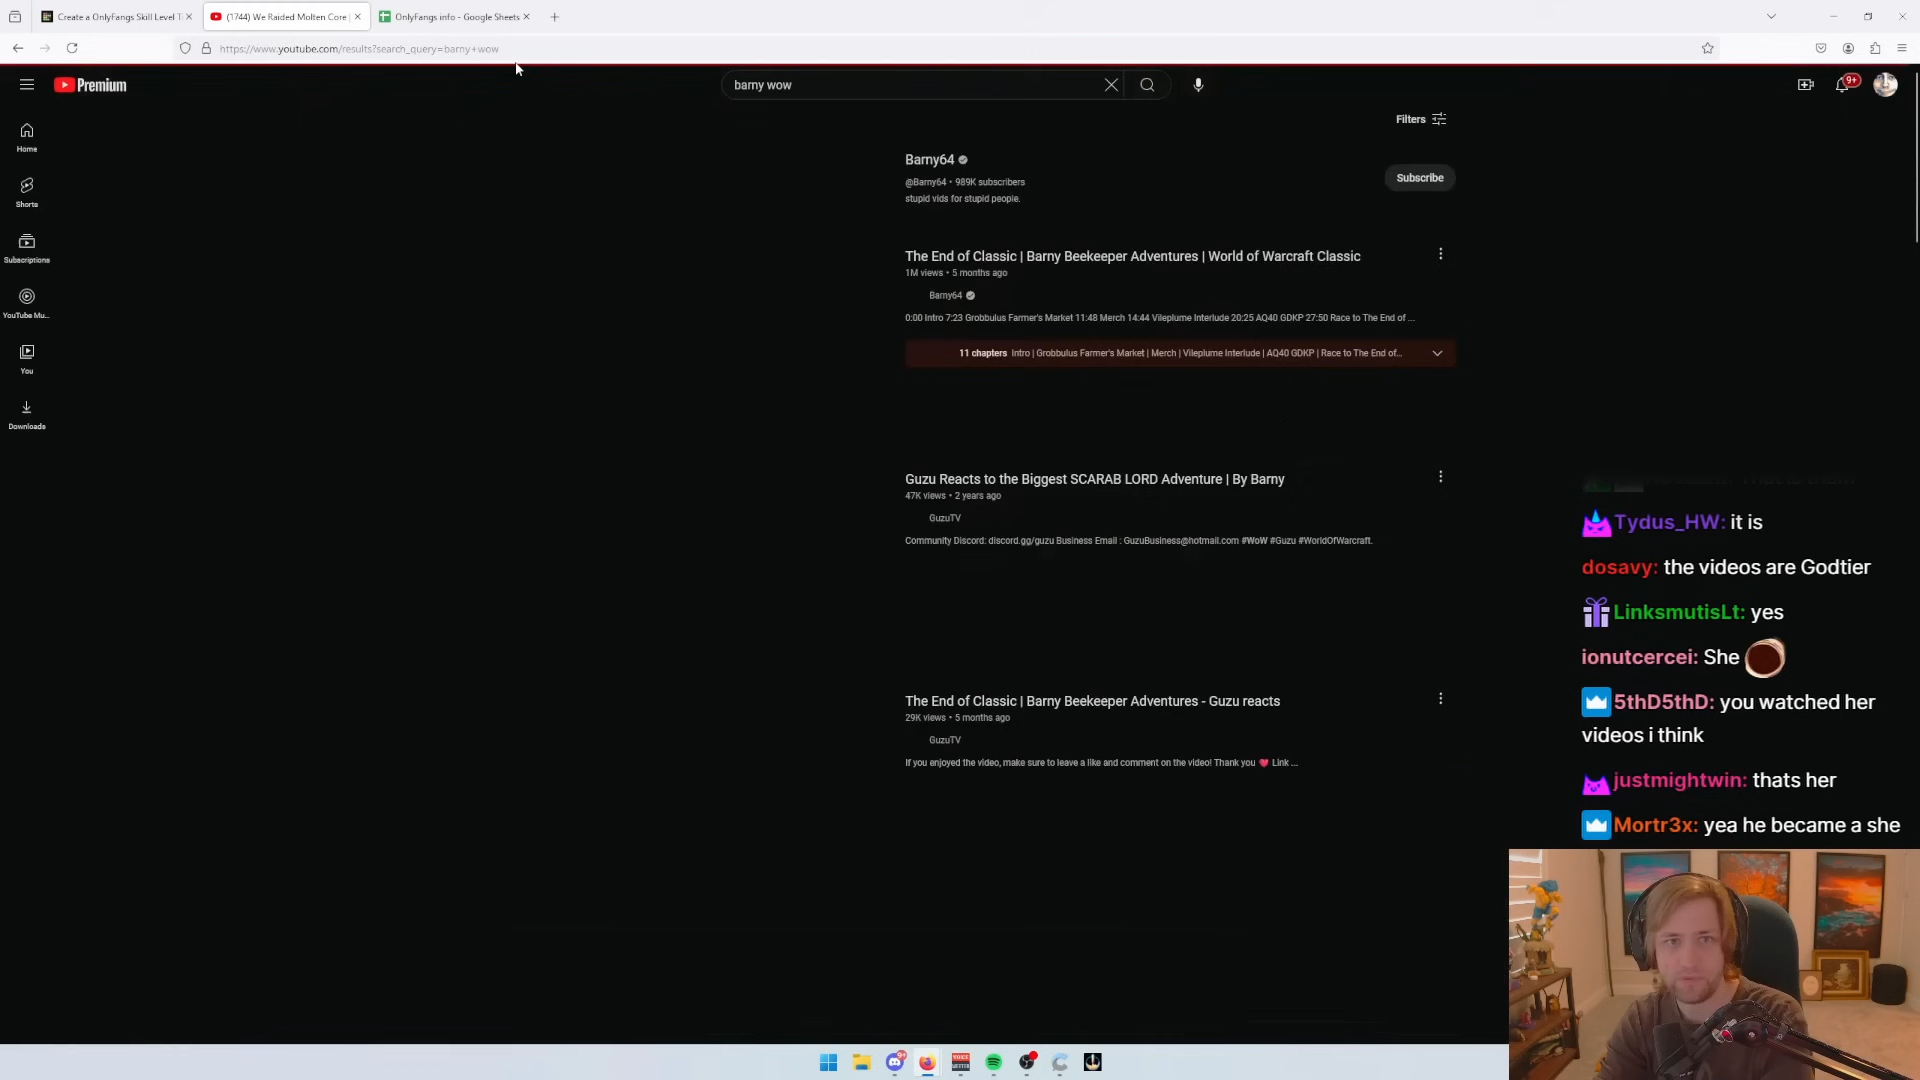 Create a OnlyFangs Skill Level T
(1744) We Raided Molten Core |
OnlyFangs info - Google Sheets
https://www.youtube.com/results?search_query=barny+wow
Premium
barny wow
9+
Filters
Home
Shorts
Subscriptions
YouTube Mu...
You
Downloads
Barny64
@Barny64 • 989K subscribers
stupid vids for stupid people.
Subscribe
The End of Classic | Barny Beekeeper Adventures | World of Warcraft Classic
1M views • 5 months ago
Barny64
0:00 Intro 7:23 Grobbulus Farmer's Market 11:48 Merch 14:44 Vileplume Interlude 20:25 AQ40 GDKP 27:50 Race to The End of ...
11 chapters Intro | Grobbulus Farmer's Market | Merch | Vileplume Interlude | AQ40 GDKP | Race to The End of...
Guzu Reacts to the Biggest SCARAB LORD Adventure | By Barny
47K views • 2 years ago
GuzuTV
Community Discord: discord.gg/guzu Business Email : GuzuBusiness@hotmail.com #WoW #Guzu #WorldOfWarcraft.
The End of Classic | Barny Beekeeper Adventures - Guzu reacts
29K views • 5 months ago
GuzuTV
If you enjoyed the video, make sure to leave a like and comment on the video! Thank you ❤️ Link ...
Tydus_HW: it is
dosavy: the videos are Godtier
LinksmutisLt: yes
ionutcercei: She
5thD5thD: you watched her
videos i think
justmightwin: thats her
Mortr3x: yea he became a she
9+